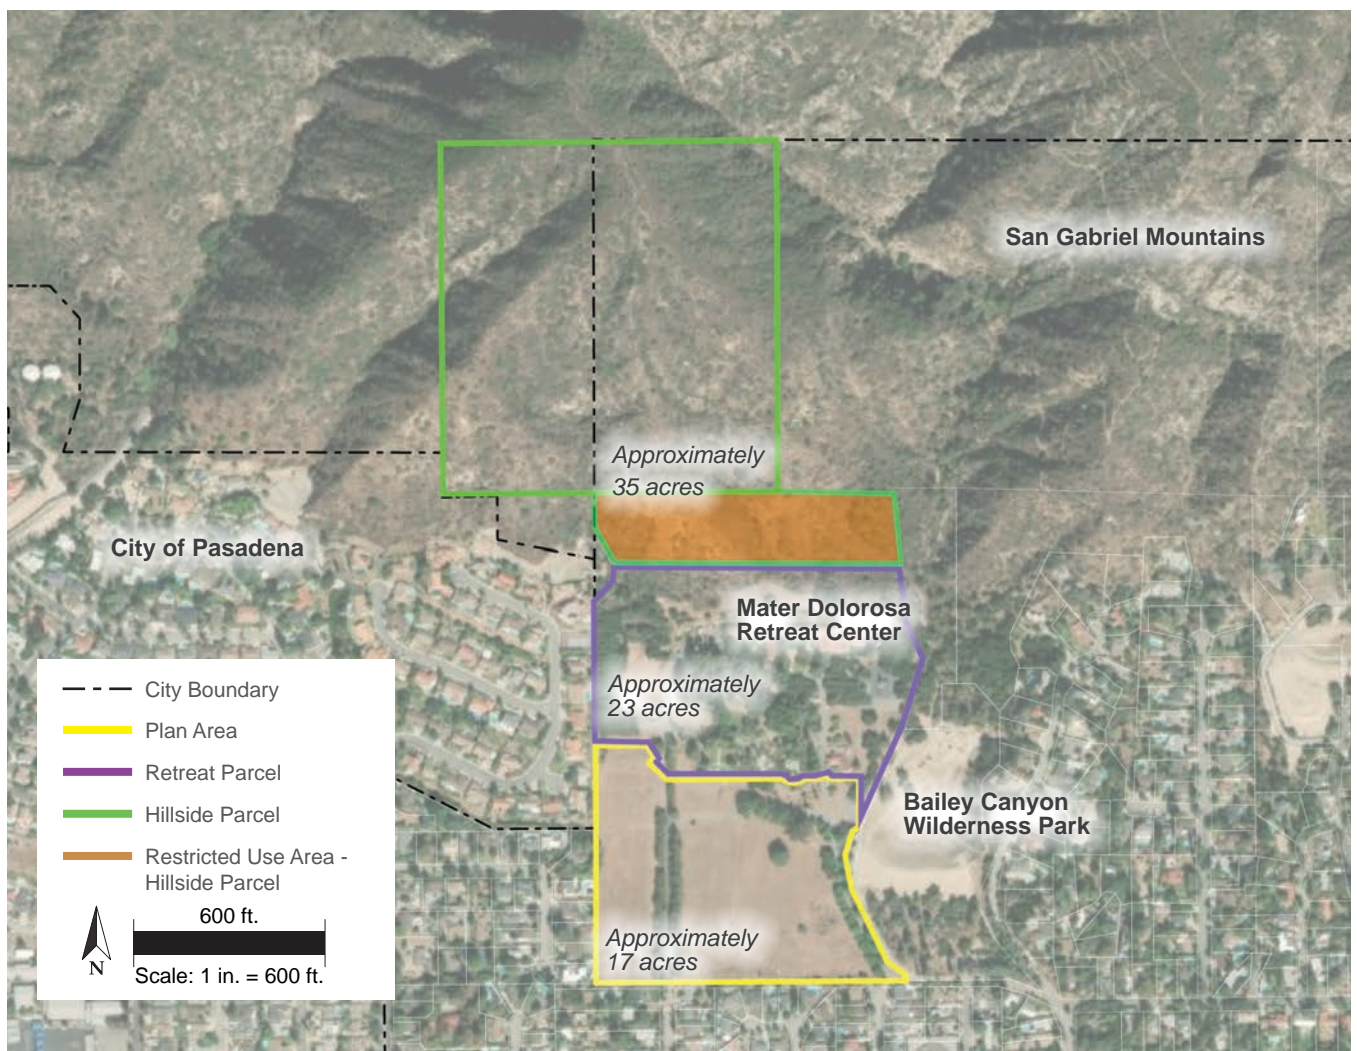 San Gabriel Mountains
Approximately
35 acres
City of Pasadena
Mater Dolorosa
Retreat Center
Approximately
23 acres
Bailey Canyon
Wilderness Park
Approximately
17 acres
City Boundary
Plan Area
Retreat Parcel
Hillside Parcel
Restricted Use Area -
Hillside Parcel
600 ft.
N
Scale: 1 in. = 600 ft.